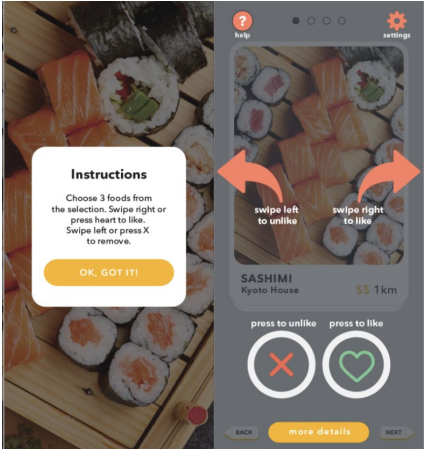 Instructions
Choose 3 foods from
the selection. Swipe right or
press heart to like.
Swipe left or press X
to remove.
OK, GOT IT!
?
help
settings
swipe left
to unlike
swipe right
to like
SASHIMI
Kyoto House
$$ 1km
press to unlike
press to like
BACK
more details
NEXT